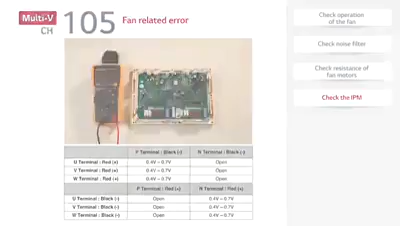 Multi-V
CH 105 Fan related error
Check operation
of the fan
Check noise filter
Check resistance of
fan motors
Check the IPM
P Terminal : Black (-) N Terminal : Black (-)
U Terminal : Red (+) 0.4V ~ 0.7V Open
V Terminal : Red (+) 0.4V ~ 0.7V Open
W Terminal : Red (+) 0.4V ~ 0.7V Open
P Terminal : Red (+) N Terminal : Red (+)
U Terminal : Black (-) Open 0.4V ~ 0.7V
V Terminal : Black (-) Open 0.4V ~ 0.7V
W Terminal : Black (-) Open 0.4V ~ 0.7V